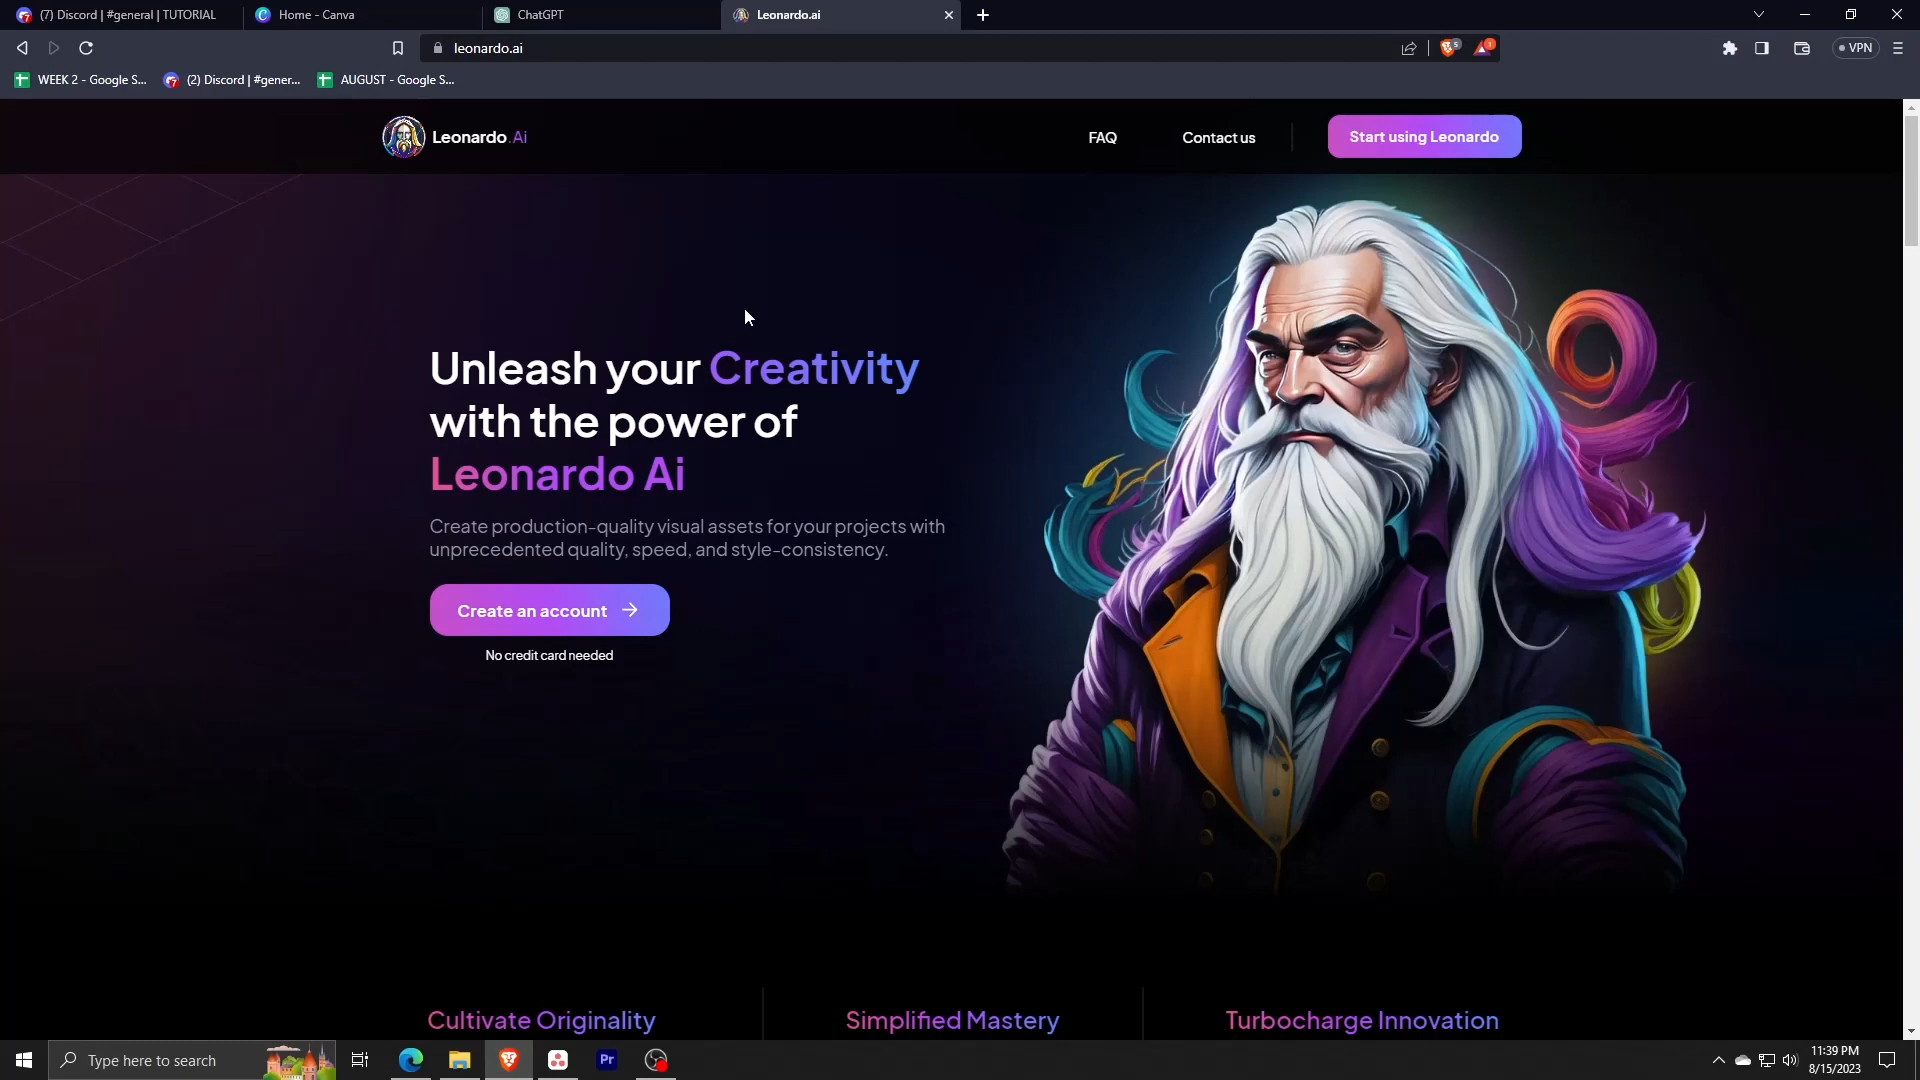 (7) Discord | #general | TUTORIAL
Home - Canva
ChatGPT
Leonardo.ai
leonardo.ai
5
1
VPN
WEEK 2 - Google S...
(2) Discord | #gener...
AUGUST - Google S...
Leonardo.Ai
FAQ
Contact us
Start using Leonardo
Unleash your Creativity
with the power of
Leonardo Ai
Create production-quality visual assets for your projects with
unprecedented quality, speed, and style-consistency.
Create an account
No credit card needed
Cultivate Originality
Simplified Mastery
Turbocharge Innovation
Type here to search
Pr
11:39 PM
8/15/2023